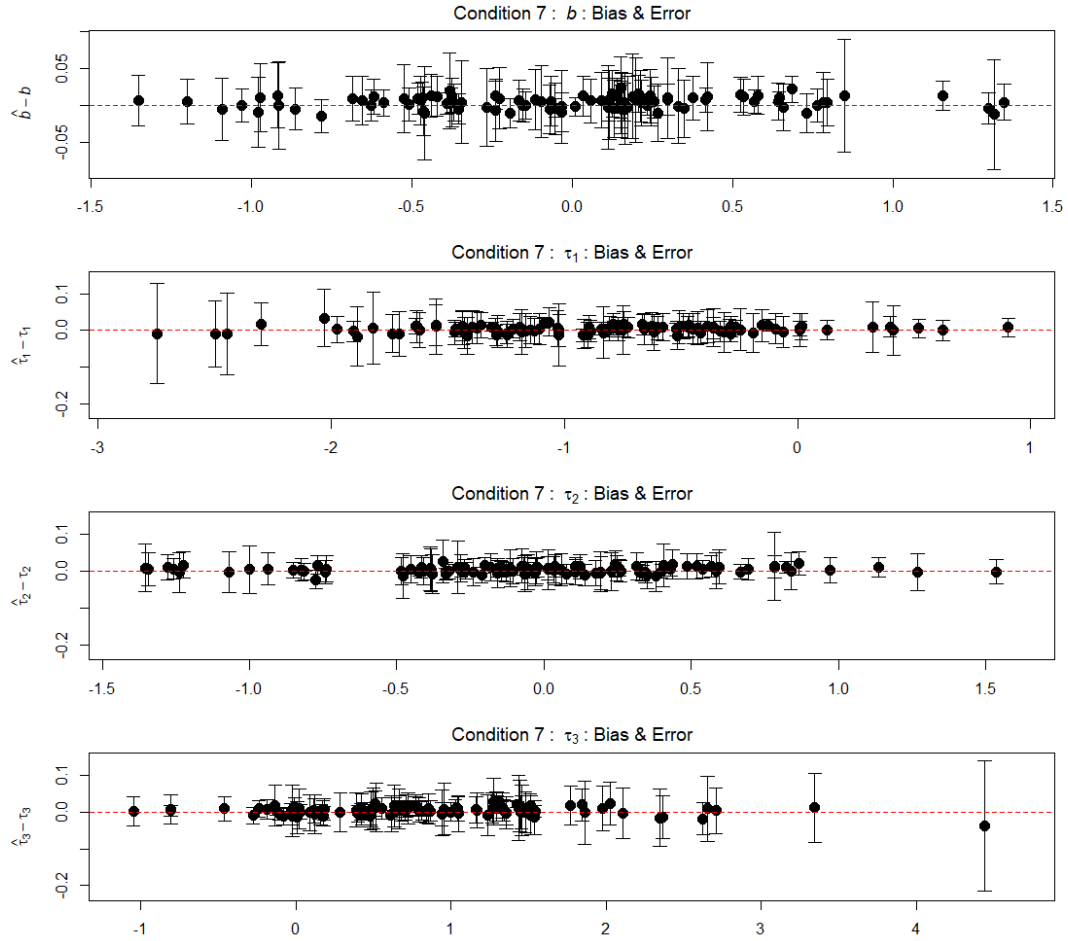 Condition 7 : b : Bias & Error
b̂ − b
0.05
-0.05
-1.5 -1.0 -0.5 0.0 0.5 1.0 1.5
Condition 7 : τ₁ : Bias & Error
τ̂₁ − τ₁
0.1
0.0
-0.2
-3 -2 -1 0 1
Condition 7 : τ₂ : Bias & Error
τ̂₂ − τ₂
0.1
0.0
-0.2
-1.5 -1.0 -0.5 0.0 0.5 1.0 1.5
Condition 7 : τ₃ : Bias & Error
τ̂₃ − τ₃
0.1
0.0
-0.2
-1 0 1 2 3 4